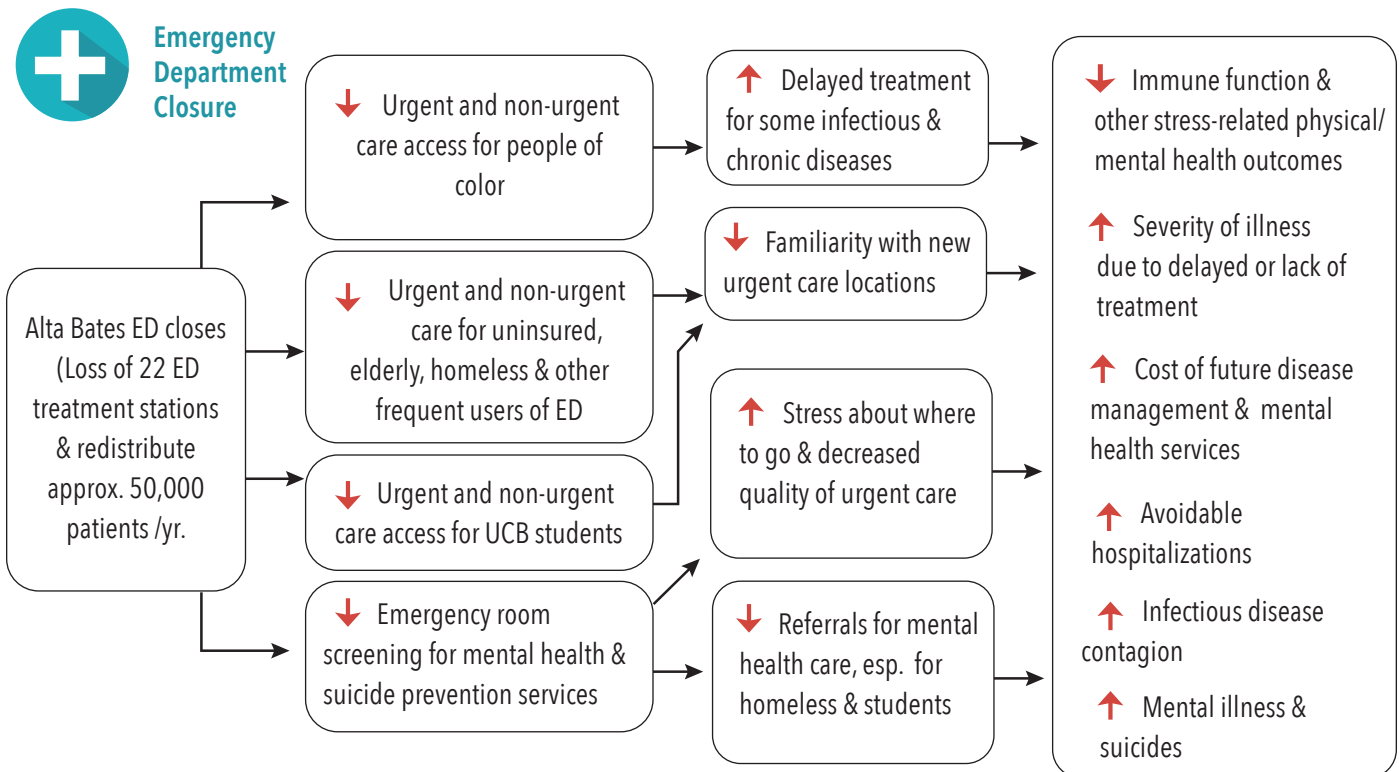 Emergency
Department
Closure
Alta Bates ED closes
(Loss of 22 ED
treatment stations
& redistribute
approx. 50,000
patients /yr.
Urgent and non-urgent
care access for people of
color
Urgent and non-urgent
care for uninsured,
elderly, homeless & other
frequent users of ED
Urgent and non-urgent
care access for UCB students
Emergency room
screening for mental health &
suicide prevention services
Delayed treatment
for some infectious &
chronic diseases
Familiarity with new
urgent care locations
Stress about where
to go & decreased
quality of urgent care
Referrals for mental
health care, esp. for
homeless & students
Immune function &
other stress-related physical/
mental health outcomes
Severity of illness
due to delayed or lack of
treatment
Cost of future disease
management & mental
health services
Avoidable
hospitalizations
Infectious disease
contagion
Mental illness &
suicides